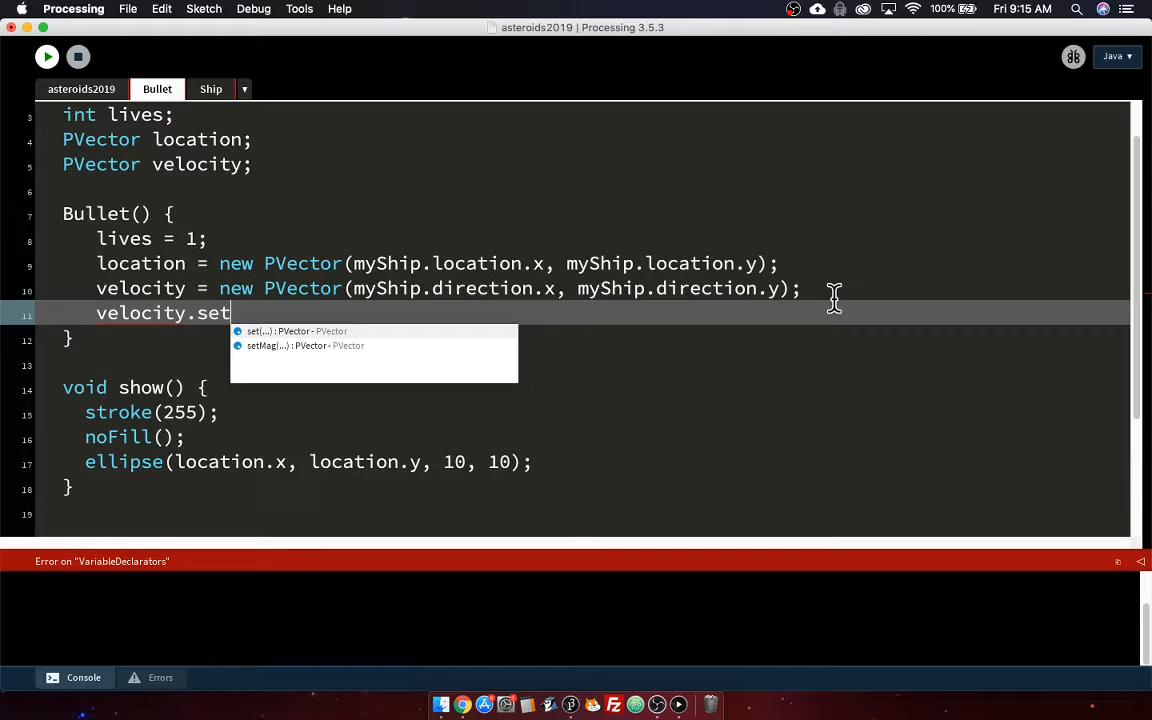 Processing File Edit Sketch Debug Tools Help 100% Fri 9:15 AM
asteroids2019 | Processing 3.5.3
Java ▾
asteroids2019 Bullet Ship ▾
3 int lives;
4 PVector location;
5 PVector velocity;
6
7 Bullet() {
8 lives = 1;
9 location = new PVector(myShip.location.x, myShip.location.y);
10 velocity = new PVector(myShip.direction.x, myShip.direction.y);
11 velocity.set
set(...) : PVector - PVector
setMag(...) : PVector - PVector
12 }
13
14 void show() {
15 stroke(255);
16 noFill();
17 ellipse(location.x, location.y, 10, 10);
18 }
19
Error on "VariableDeclarators"
Console Errors